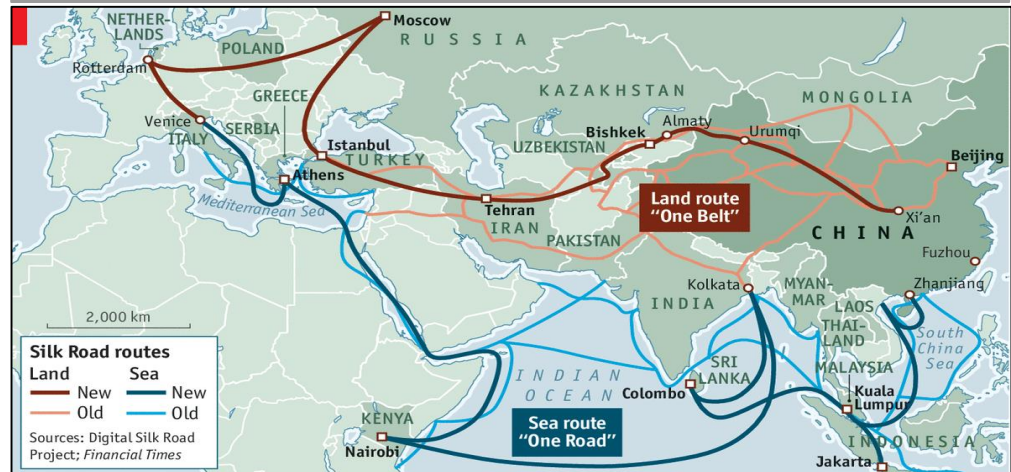 Moscow
NETHER-
LANDS
RUSSIA
POLAND
Rotterdam
KAZAKHSTAN
MONGOLIA
GREECE
Almaty
Venice
SERBIA
Bishkek
Urumqi
ITALY
Istanbul
UZBEKISTAN
Beijing
TURKEY
Athens
Land route
"One Belt"
Mediterranean Sea
Tehran
Xi'an
IRAN
CHINA
PAKISTAN
Fuzhou
Kolkata
MYAN-
MAR
Zhanjiang
INDIA
LAOS
2,000 km
THAI-
LAND
South
China
Sea
Silk Road routes
Land
Sea
New
New
Old
Old
Sources: Digital Silk Road
Project; Financial Times
SRI
LANKA
MALAYSIA
INDIAN
OCEAN
Colombo
Kuala
Lumpur
KENYA
Sea route
"One Road"
Nairobi
INDONESIA
Jakarta